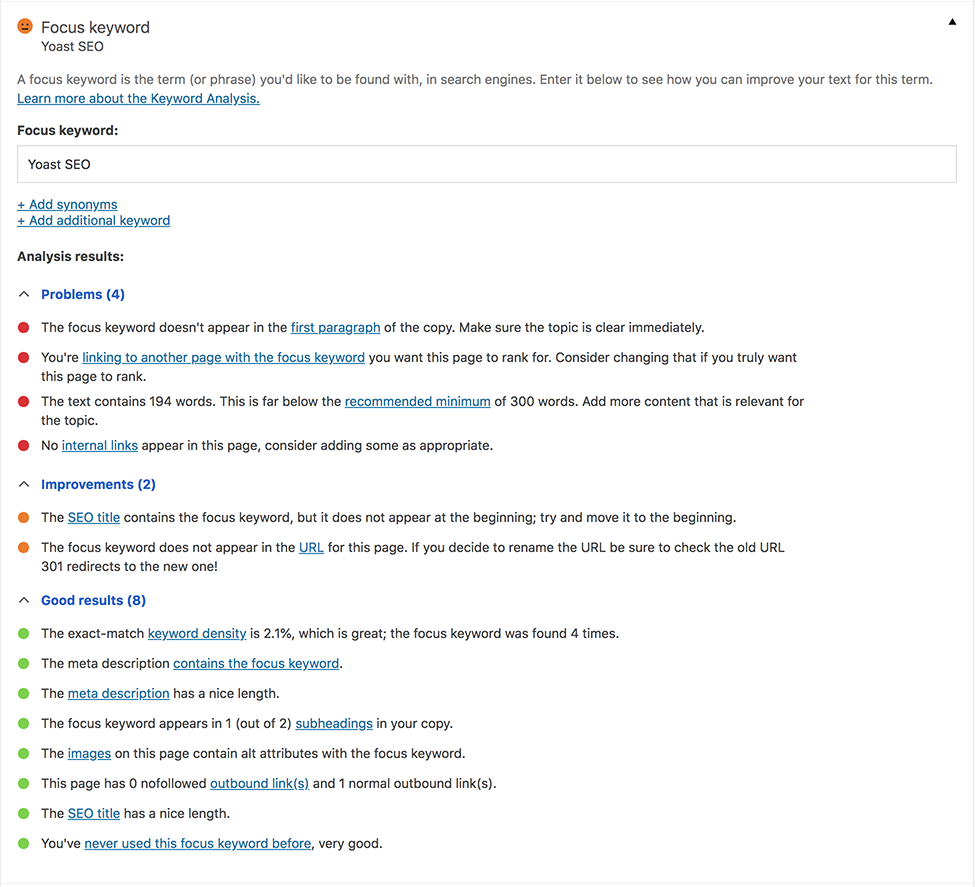 Focus keyword
Yoast SEO
A focus keyword is the term (or phrase) you'd like to be found with, in search engines. Enter it below to see how you can improve your text for this term.
Learn more about the Keyword Analysis.
Focus keyword:
Yoast SEO
+ Add synonyms
+ Add additional keyword
Analysis results:
Problems (4)
The focus keyword doesn't appear in the first paragraph of the copy. Make sure the topic is clear immediately.
You're linking to another page with the focus keyword you want this page to rank for. Consider changing that if you truly want
this page to rank.
The text contains 194 words. This is far below the recommended minimum of 300 words. Add more content that is relevant for
the topic.
No internal links appear in this page, consider adding some as appropriate.
Improvements (2)
The SEO title contains the focus keyword, but it does not appear at the beginning; try and move it to the beginning.
The focus keyword does not appear in the URL for this page. If you decide to rename the URL be sure to check the old URL
301 redirects to the new one!
Good results (8)
The exact-match keyword density is 2.1%, which is great; the focus keyword was found 4 times.
The meta description contains the focus keyword.
The meta description has a nice length.
The focus keyword appears in 1 (out of 2) subheadings in your copy.
The images on this page contain alt attributes with the focus keyword.
This page has 0 nofollowed outbound link(s) and 1 normal outbound link(s).
The SEO title has a nice length.
You've never used this focus keyword before, very good.